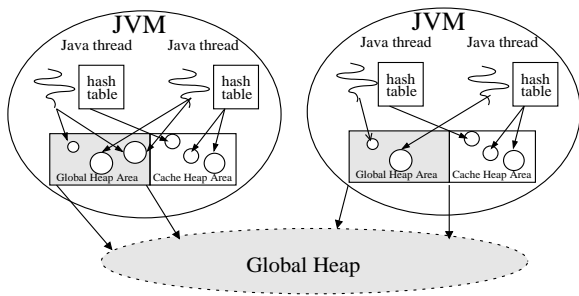 JVM
Java thread Java thread
hash
table
hash
table
Global Heap Area Cache Heap Area
JVM
Java thread Java thread
hash
table
hash
table
Global Heap Area Cache Heap Area
Global Heap